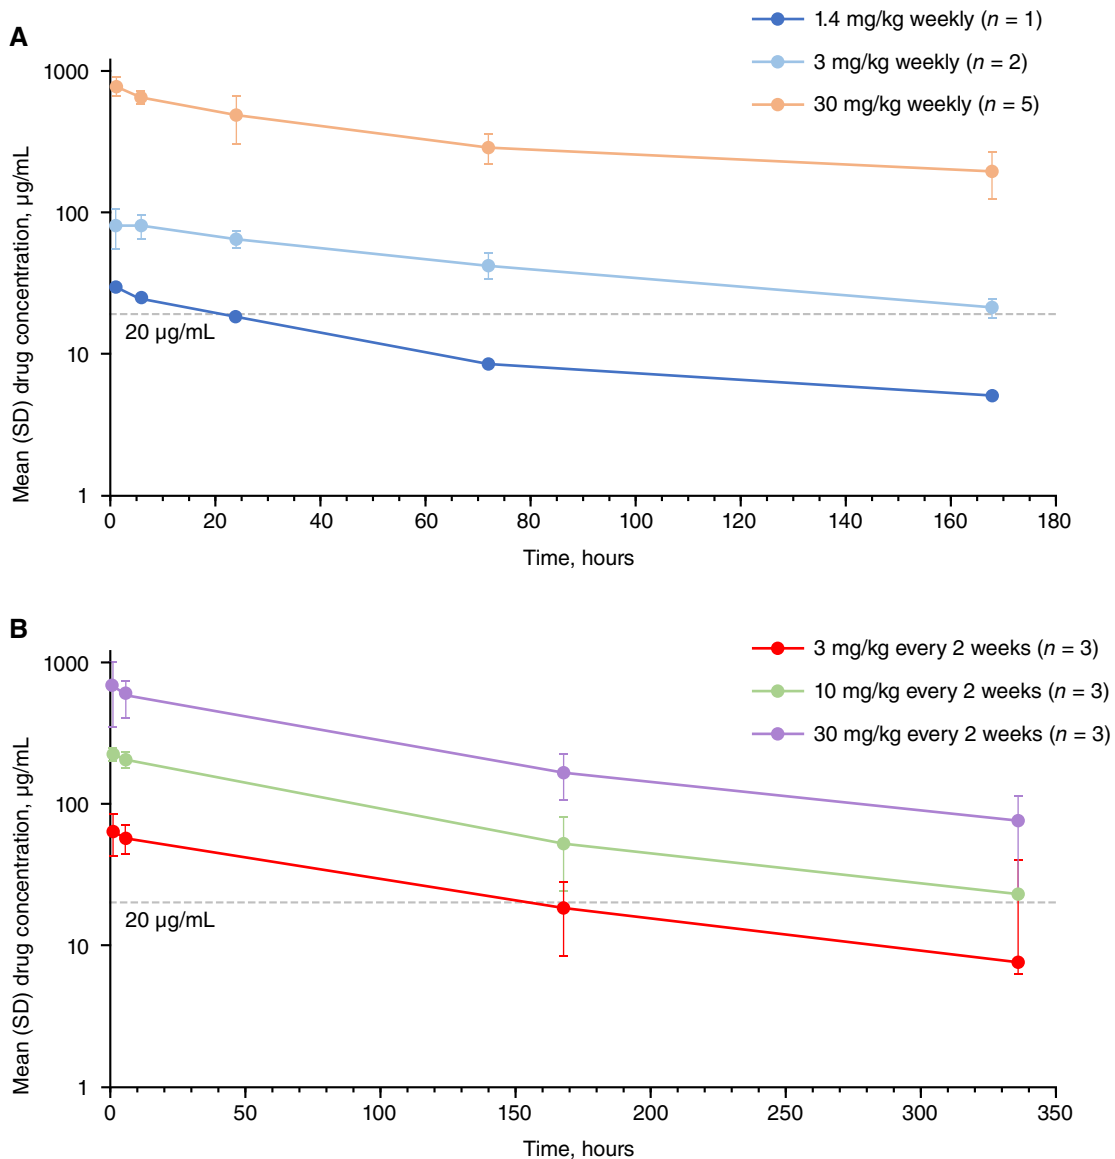 A
1.4 mg/kg weekly (n = 1)
3 mg/kg weekly (n = 2)
30 mg/kg weekly (n = 5)
Mean (SD) drug concentration, µg/mL
1000
100
10
1
20 µg/mL
0 20 40 60 80 100 120 140 160 180
Time, hours
B
3 mg/kg every 2 weeks (n = 3)
10 mg/kg every 2 weeks (n = 3)
30 mg/kg every 2 weeks (n = 3)
Mean (SD) drug concentration, µg/mL
1000
100
10
1
20 µg/mL
0 50 100 150 200 250 300 350
Time, hours